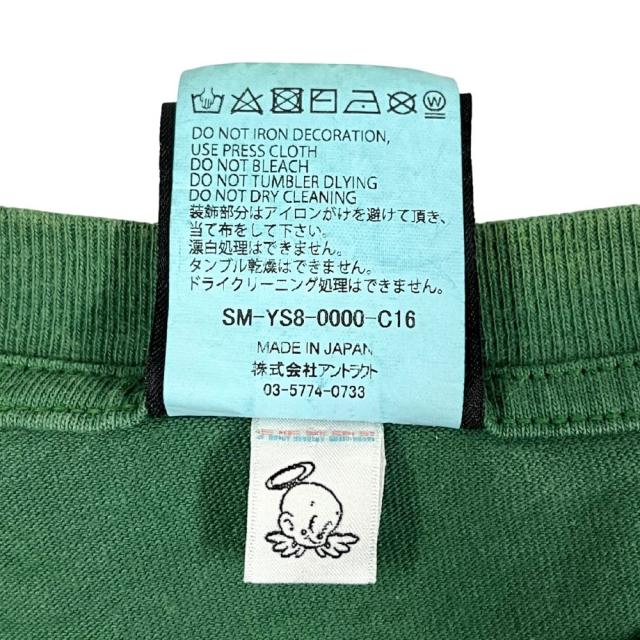 DO NOT IRON DECORATION,
USE PRESS CLOTH
DO NOT BLEACH
DO NOT TUMBLER DLYING
DO NOT DRY CLEANING
装飾部分はアイロンがけを避けて頂き、
当て布をして下さい。
漂白処理はできません。
タンブル乾燥はできません。
ドライクリーニング処理はできません。
SM-YS8-0000-C16
MADE IN JAPAN
株式会社アントラクト
03-5774-0733